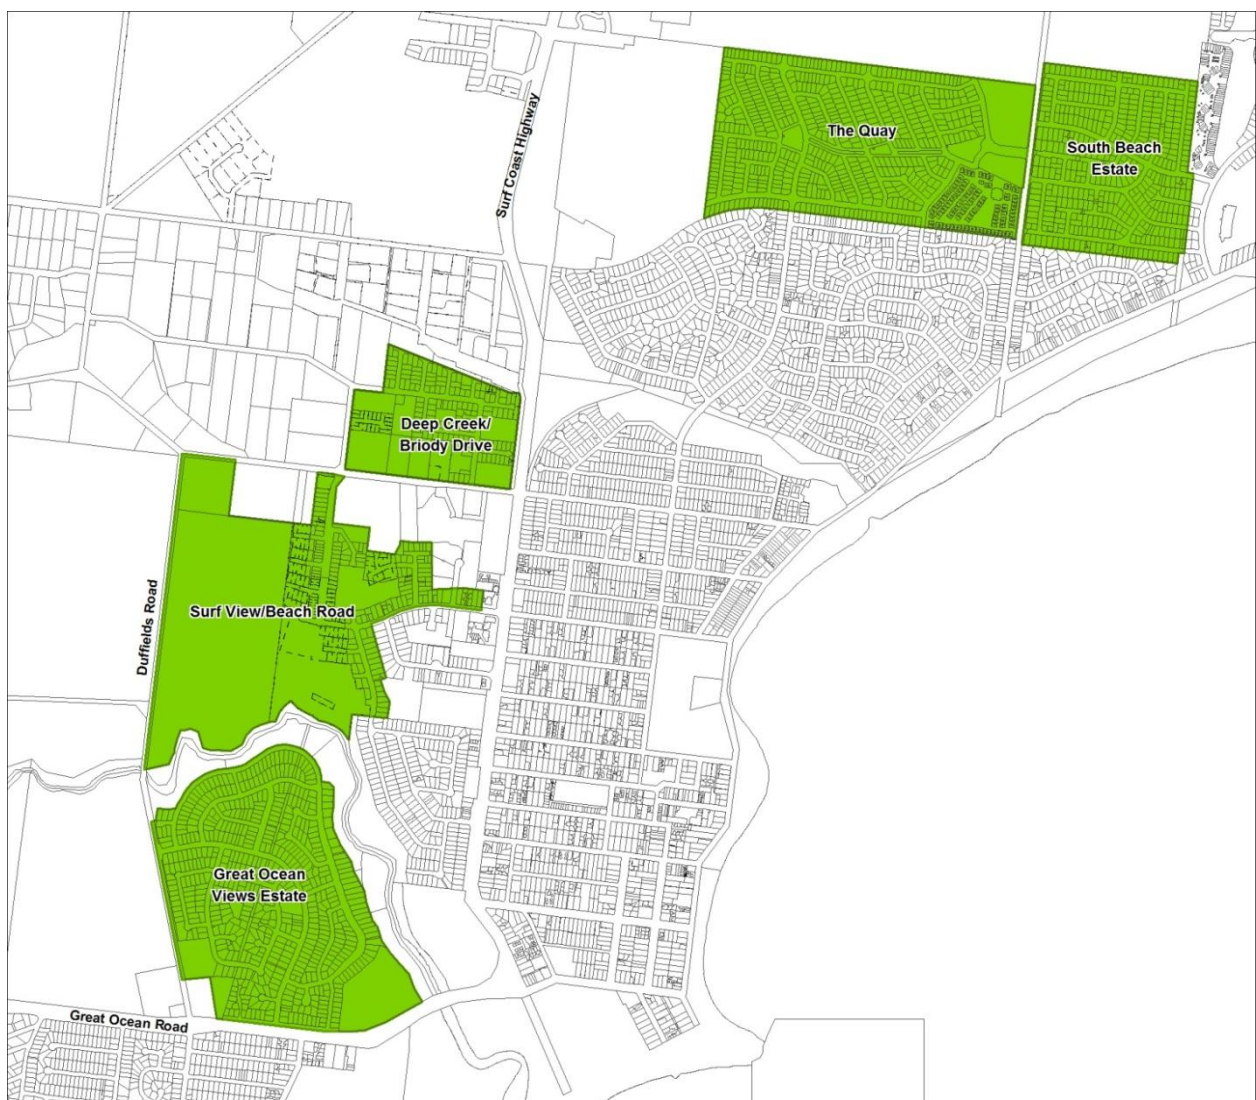 The Quay
South Beach
Estate
Surf Coast Highway
Deep Creek/
Briody Drive
Surf View/Beach Road
Duffields Road
Great Ocean
Views Estate
Great Ocean Road